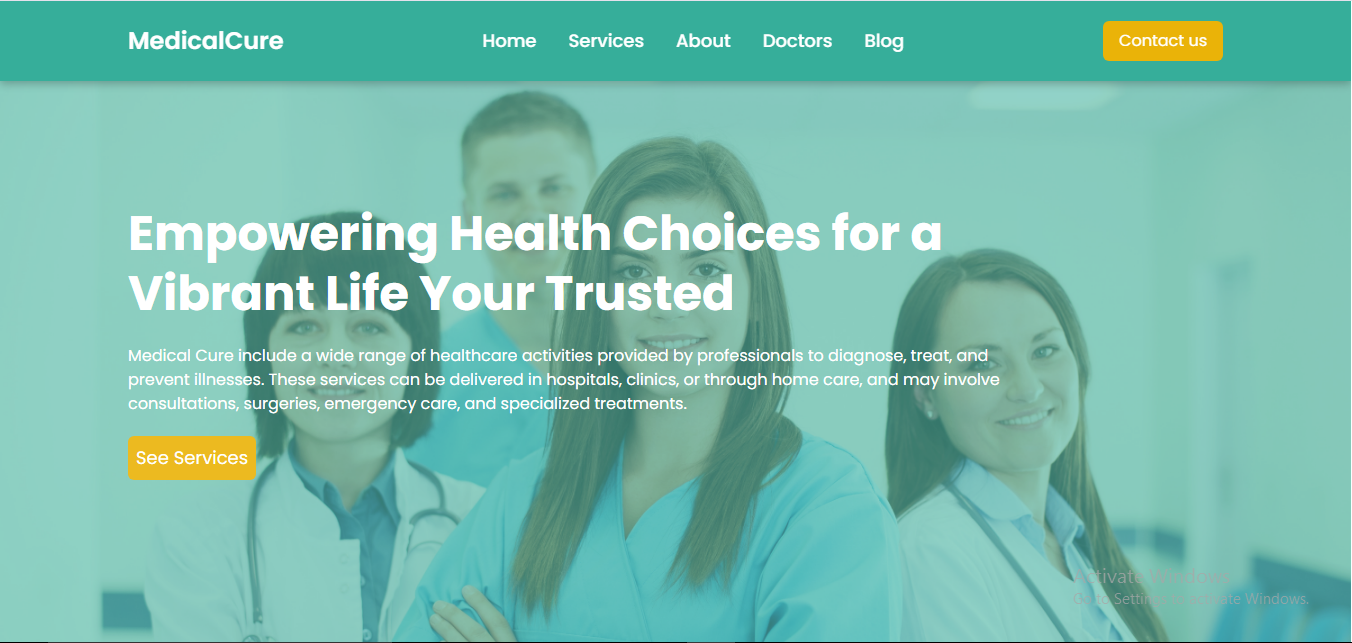 MedicalCure
Home Services About Doctors Blog
Contact us
Empowering Health Choices for a
Vibrant Life Your Trusted
Medical Cure include a wide range of healthcare activities provided by professionals to diagnose, treat, and
prevent illnesses. These services can be delivered in hospitals, clinics, or through home care, and may involve
consultations, surgeries, emergency care, and specialized treatments.
See Services
Activate Windows
Go to Settings to activate Windows.